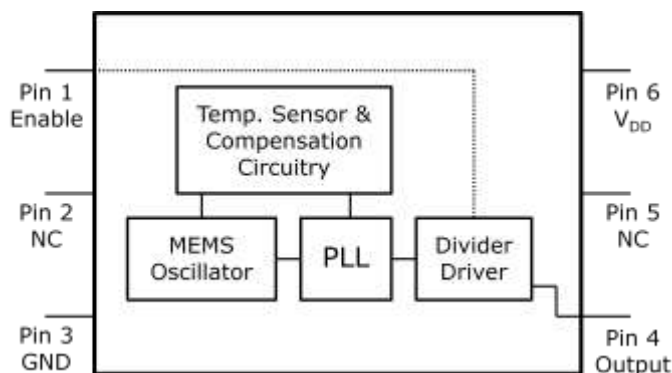 Pin 1
Enable
Pin 2
NC
Pin 3
GND
Temp. Sensor &
Compensation
Circuitry
MEMS
Oscillator
PLL
Divider
Driver
Pin 6
VDD
Pin 5
NC
Pin 4
Output